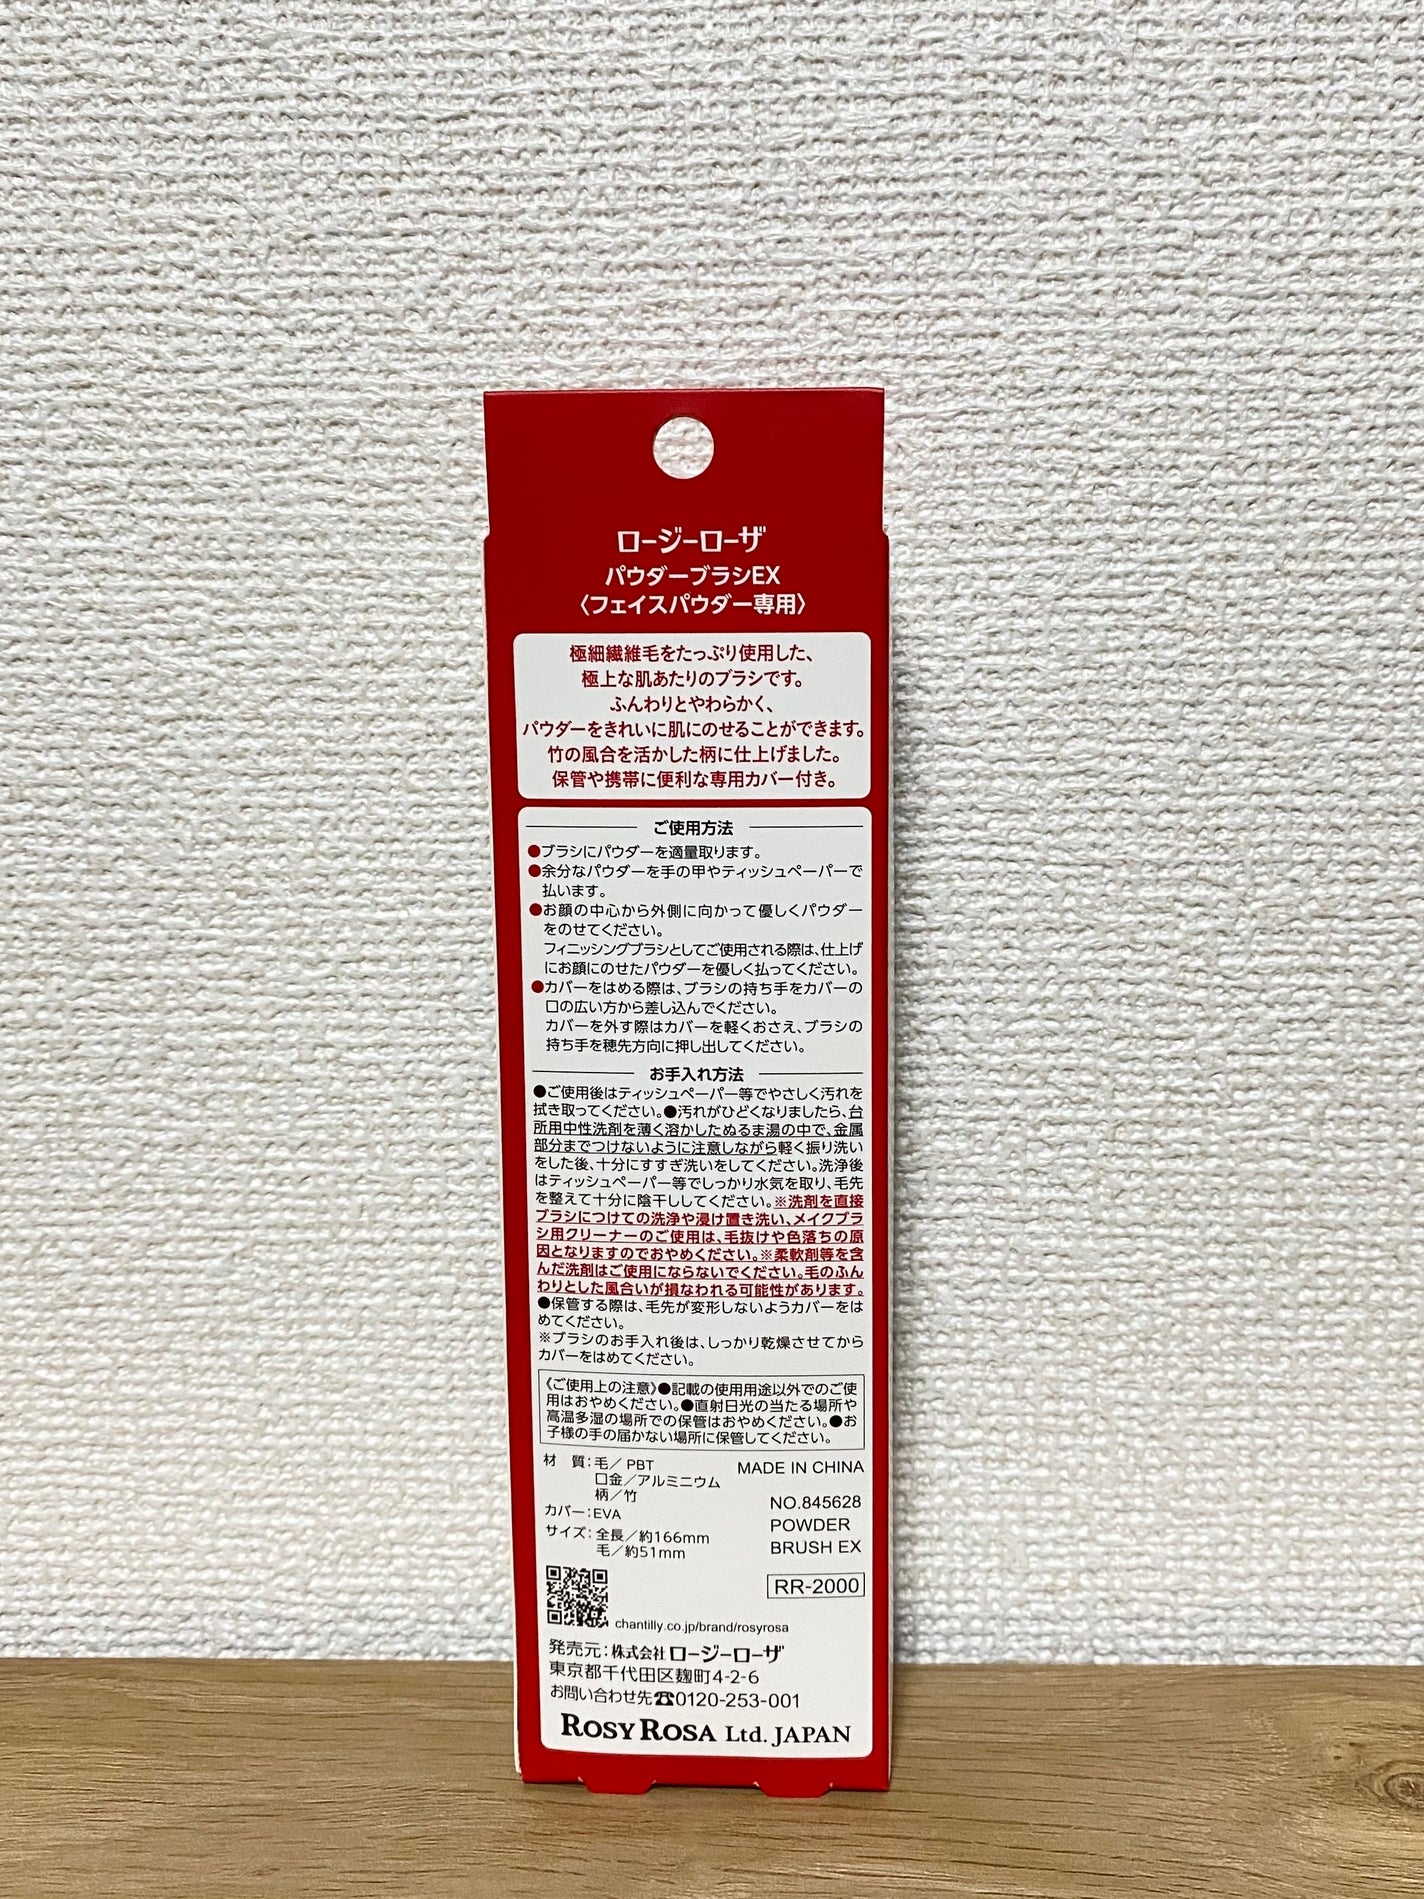 ロージーローザ
パウダーブラシEX
〈フェイスパウダー専用〉
極細繊維毛をたっぷり使用した、
極上な肌あたりのブラシです。
ふんわりとやわらかく、
パウダーをきれいに肌にのせることができます。
竹の風合を活かした柄に仕上げました。
保管や携帯に便利な専用カバー付き。
ご使用方法
●ブラシにパウダーを適量取ります。
●余分なパウダーを手の甲やティッシュペーパーで
払います。
●お顔の中心から外側に向かって優しくパウダー
をのせてください。
フィニッシングブラシとしてご使用される際は、仕上げ
にお顔にのせたパウダーを優しく払ってください。
●カバーをはめる際は、ブラシの持ち手をカバーの
口の広い方から差し込んでください。
カバーを外す際はカバーを軽くおさえ、ブラシの
持ち手を穂先方向に押し出してください。
お手入れ方法
●ご使用後はティッシュペーパー等でやさしく汚れを
拭き取ってください。●汚れがひどくなりましたら、台
所用中性洗剤を薄く溶かしたぬるま湯の中で、金属
部分までつけないように注意しながら軽く振り洗い
をした後、十分にすすぎ洗いをしてください。洗浄後
はティッシュペーパー等でしっかり水気を取り、毛先
を整えて十分に陰干ししてください。※洗剤を直接
ブラシにつけての洗浄や浸け置き洗い、メイクブラ
シ用クリーナーのご使用は、毛抜けや色落ちの原
因となりますのでおやめください。※柔軟剤等を含
んだ洗剤はご使用にならないでください。毛のふん
わりとした風合いが損なわれる可能性があります。
●保管する際は、毛先が変形しないようカバーをは
めてください。
※ブラシのお手入れ後は、しっかり乾燥させてから
カバーをはめてください。
《ご使用上の注意》●記載の使用用途以外でのご使
用はおやめください。●直射日光の当たる場所や
高温多湿の場所での保管はおやめください。●お
子様の手の届かない場所に保管してください。
材　質：毛／PBT
口金／アルミニウム
柄／竹
カバー：EVA
サイズ：全長／約166mm
毛／約51mm
MADE IN CHINA
NO.845628
POWDER
BRUSH EX
RR-2000
chantilly.co.jp/brand/rosyrosa
発売元：株式会社ロージーローザ
東京都千代田区麹町4-2-6
お問い合わせ先☎0120-253-001
ROSY ROSA Ltd. JAPAN